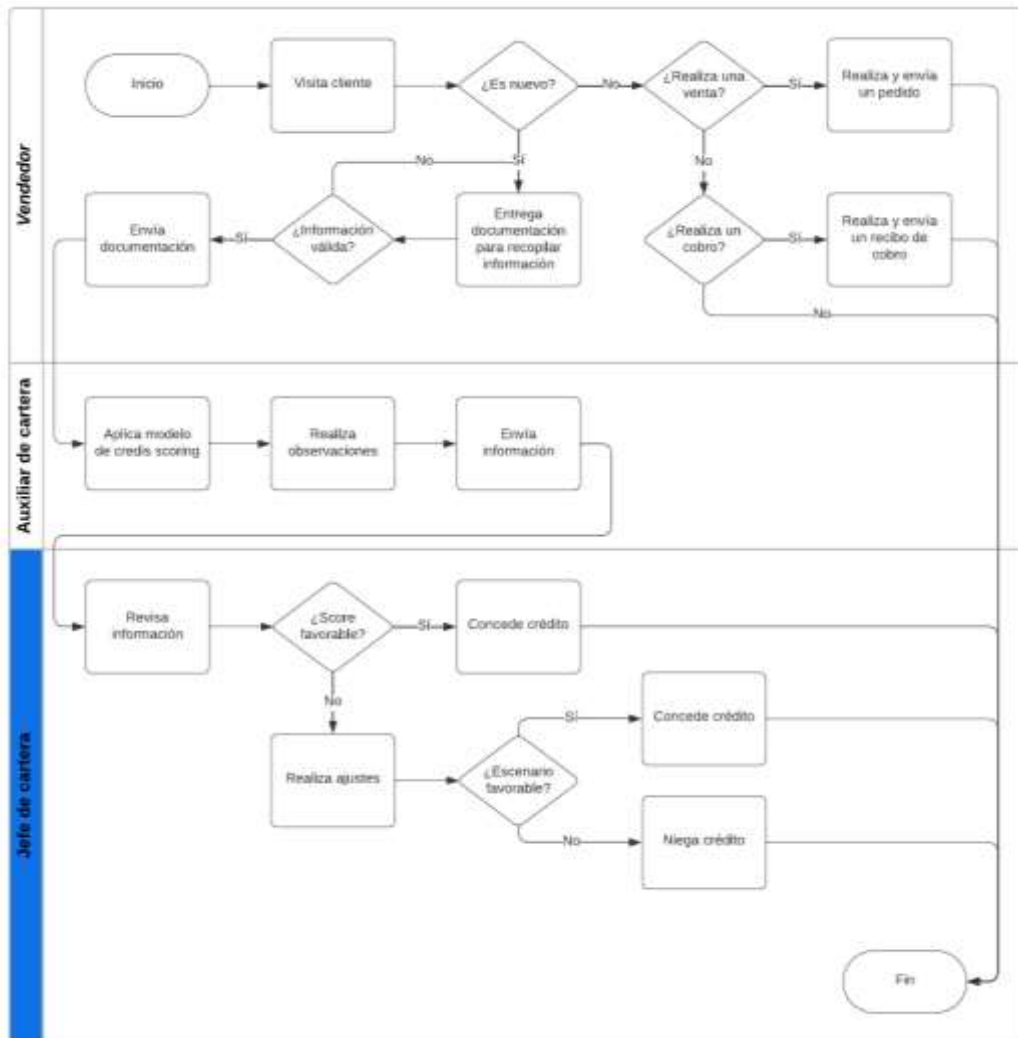 Vendedor
Inicio
Visita cliente
¿Es nuevo?
No
¿Realiza una
venta?
Sí
Realiza y envía
un pedido
No
Sí
No
Envía
documentación
Sí
¿Información
válida?
Entrega
documentación
para recopilar
información
¿Realiza un
cobro?
Sí
Realiza y envía
un recibo de
cobro
No
Auxiliar de cartera
Aplica modelo
de credis scoring
Realiza
observaciones
Envía
información
Jefe de cartera
Revisa
información
¿Score
favorable?
Sí
Concede crédito
No
Realiza ajustes
¿Escenario
favorable?
Sí
Concede crédito
No
Niega crédito
Fin